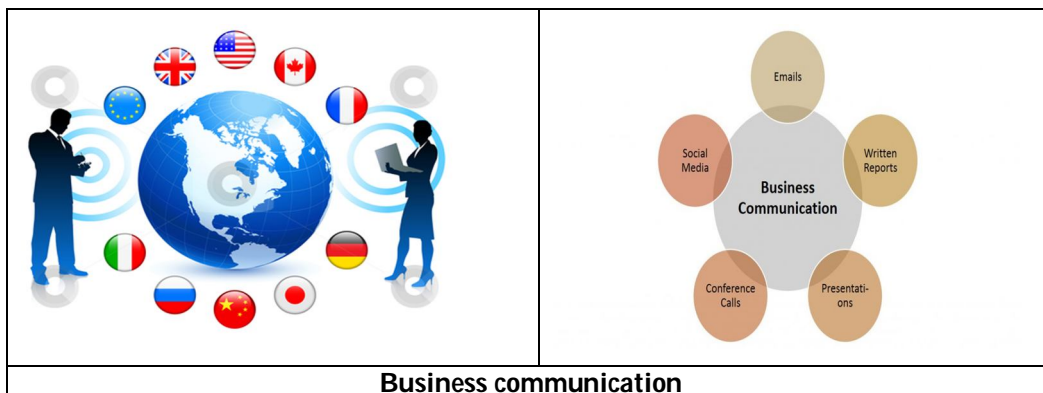 Emails
Social
Media
Written
Reports
Business
Communication
Conference
Calls
Presentati-
ons
Business communication